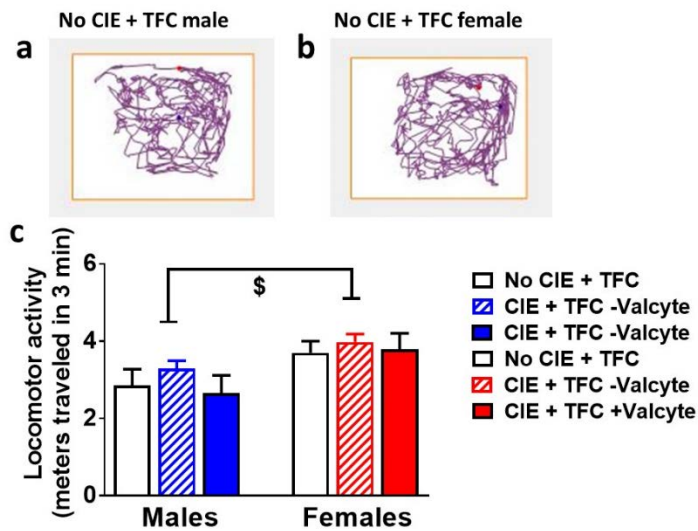 No CIE + TFC male
No CIE + TFC female
a
b
c
Locomotor activity
(meters traveled in 3 min)
6
4
2
0
$
Males
Females
No CIE + TFC
CIE + TFC -Valcyte
CIE + TFC -Valcyte
No CIE + TFC
CIE + TFC -Valcyte
CIE + TFC +Valcyte